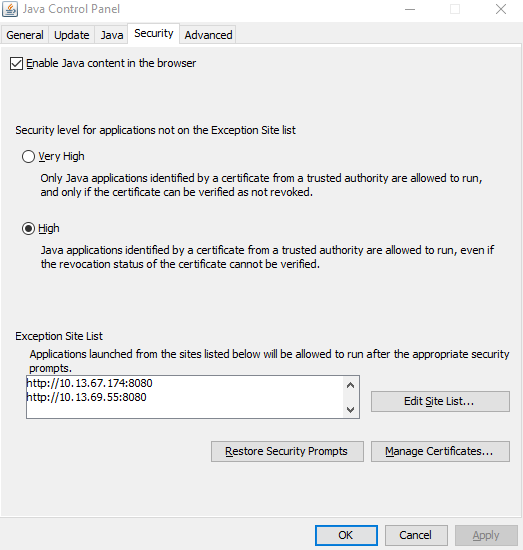 Java Control Panel
General Update Java Security Advanced
Enable Java content in the browser
Security level for applications not on the Exception Site list
Very High
Only Java applications identified by a certificate from a trusted authority are allowed to run,
and only if the certificate can be verified as not revoked.
High
Java applications identified by a certificate from a trusted authority are allowed to run, even if
the revocation status of the certificate cannot be verified.
Exception Site List
Applications launched from the sites listed below will be allowed to run after the appropriate security
prompts.
http://10.13.67.174:8080
http://10.13.69.55:8080
Edit Site List...
Restore Security Prompts Manage Certificates...
OK Cancel Apply